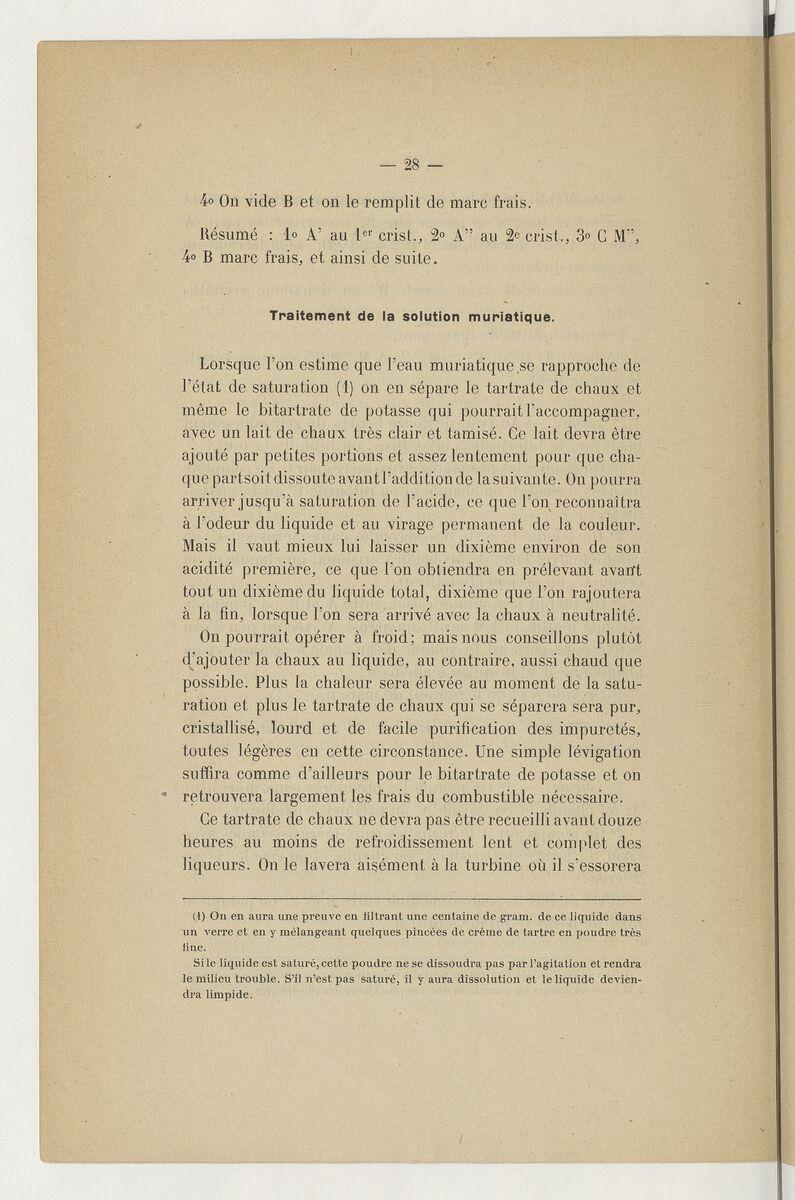 — 28 —
4o On vide B et on le remplit de marc frais.
Résumé : 1o A' au 1er crist., 2o A'' au 2e crist., 3o C M'',
4o B marc frais, et ainsi de suite.
Traitement de la solution muriatique.
Lorsque l'on estime que l'eau muriatique se rapproche de
l'état de saturation (1) on en sépare le tartrate de chaux et
même le bitartrate de potasse qui pourrait l'accompagner,
avec un lait de chaux très clair et tamisé. Ce lait devra être
ajouté par petites portions et assez lentement pour que cha-
que part soit dissoute avant l'addition de la suivante. On pourra
arriver jusqu'à saturation de l'acide, ce que l'on reconnaîtra
à l'odeur du liquide et au virage permanent de la couleur.
Mais il vaut mieux lui laisser un dixième environ de son
acidité première, ce que l'on obtiendra en prélevant avant
tout un dixième du liquide total, dixième que l'on rajoutera
à la fin, lorsque l'on sera arrivé avec la chaux à neutralité.
On pourrait opérer à froid; mais nous conseillons plutôt
d'ajouter la chaux au liquide, au contraire, aussi chaud que
possible. Plus la chaleur sera élevée au moment de la satu-
ration et plus le tartrate de chaux qui se séparera sera pur,
cristallisé, lourd et de facile purification des impuretés,
toutes légères en cette circonstance. Une simple lévigation
suffira comme d'ailleurs pour le bitartrate de potasse et on
retrouvera largement les frais du combustible nécessaire.
Ce tartrate de chaux ne devra pas être recueilli avant douze
heures au moins de refroidissement lent et complet des
liqueurs. On le lavera aisément à la turbine où il s'essorera
(1) On en aura une preuve en filtrant une centaine de gram. de ce liquide dans
un verre et en y mélangeant quelques pincées de crème de tartre en poudre très
fine.
Si le liquide est saturé, cette poudre ne se dissoudra pas par l'agitation et rendra
le milieu trouble. S'il n'est pas saturé, il y aura dissolution et le liquide devien-
dra limpide.